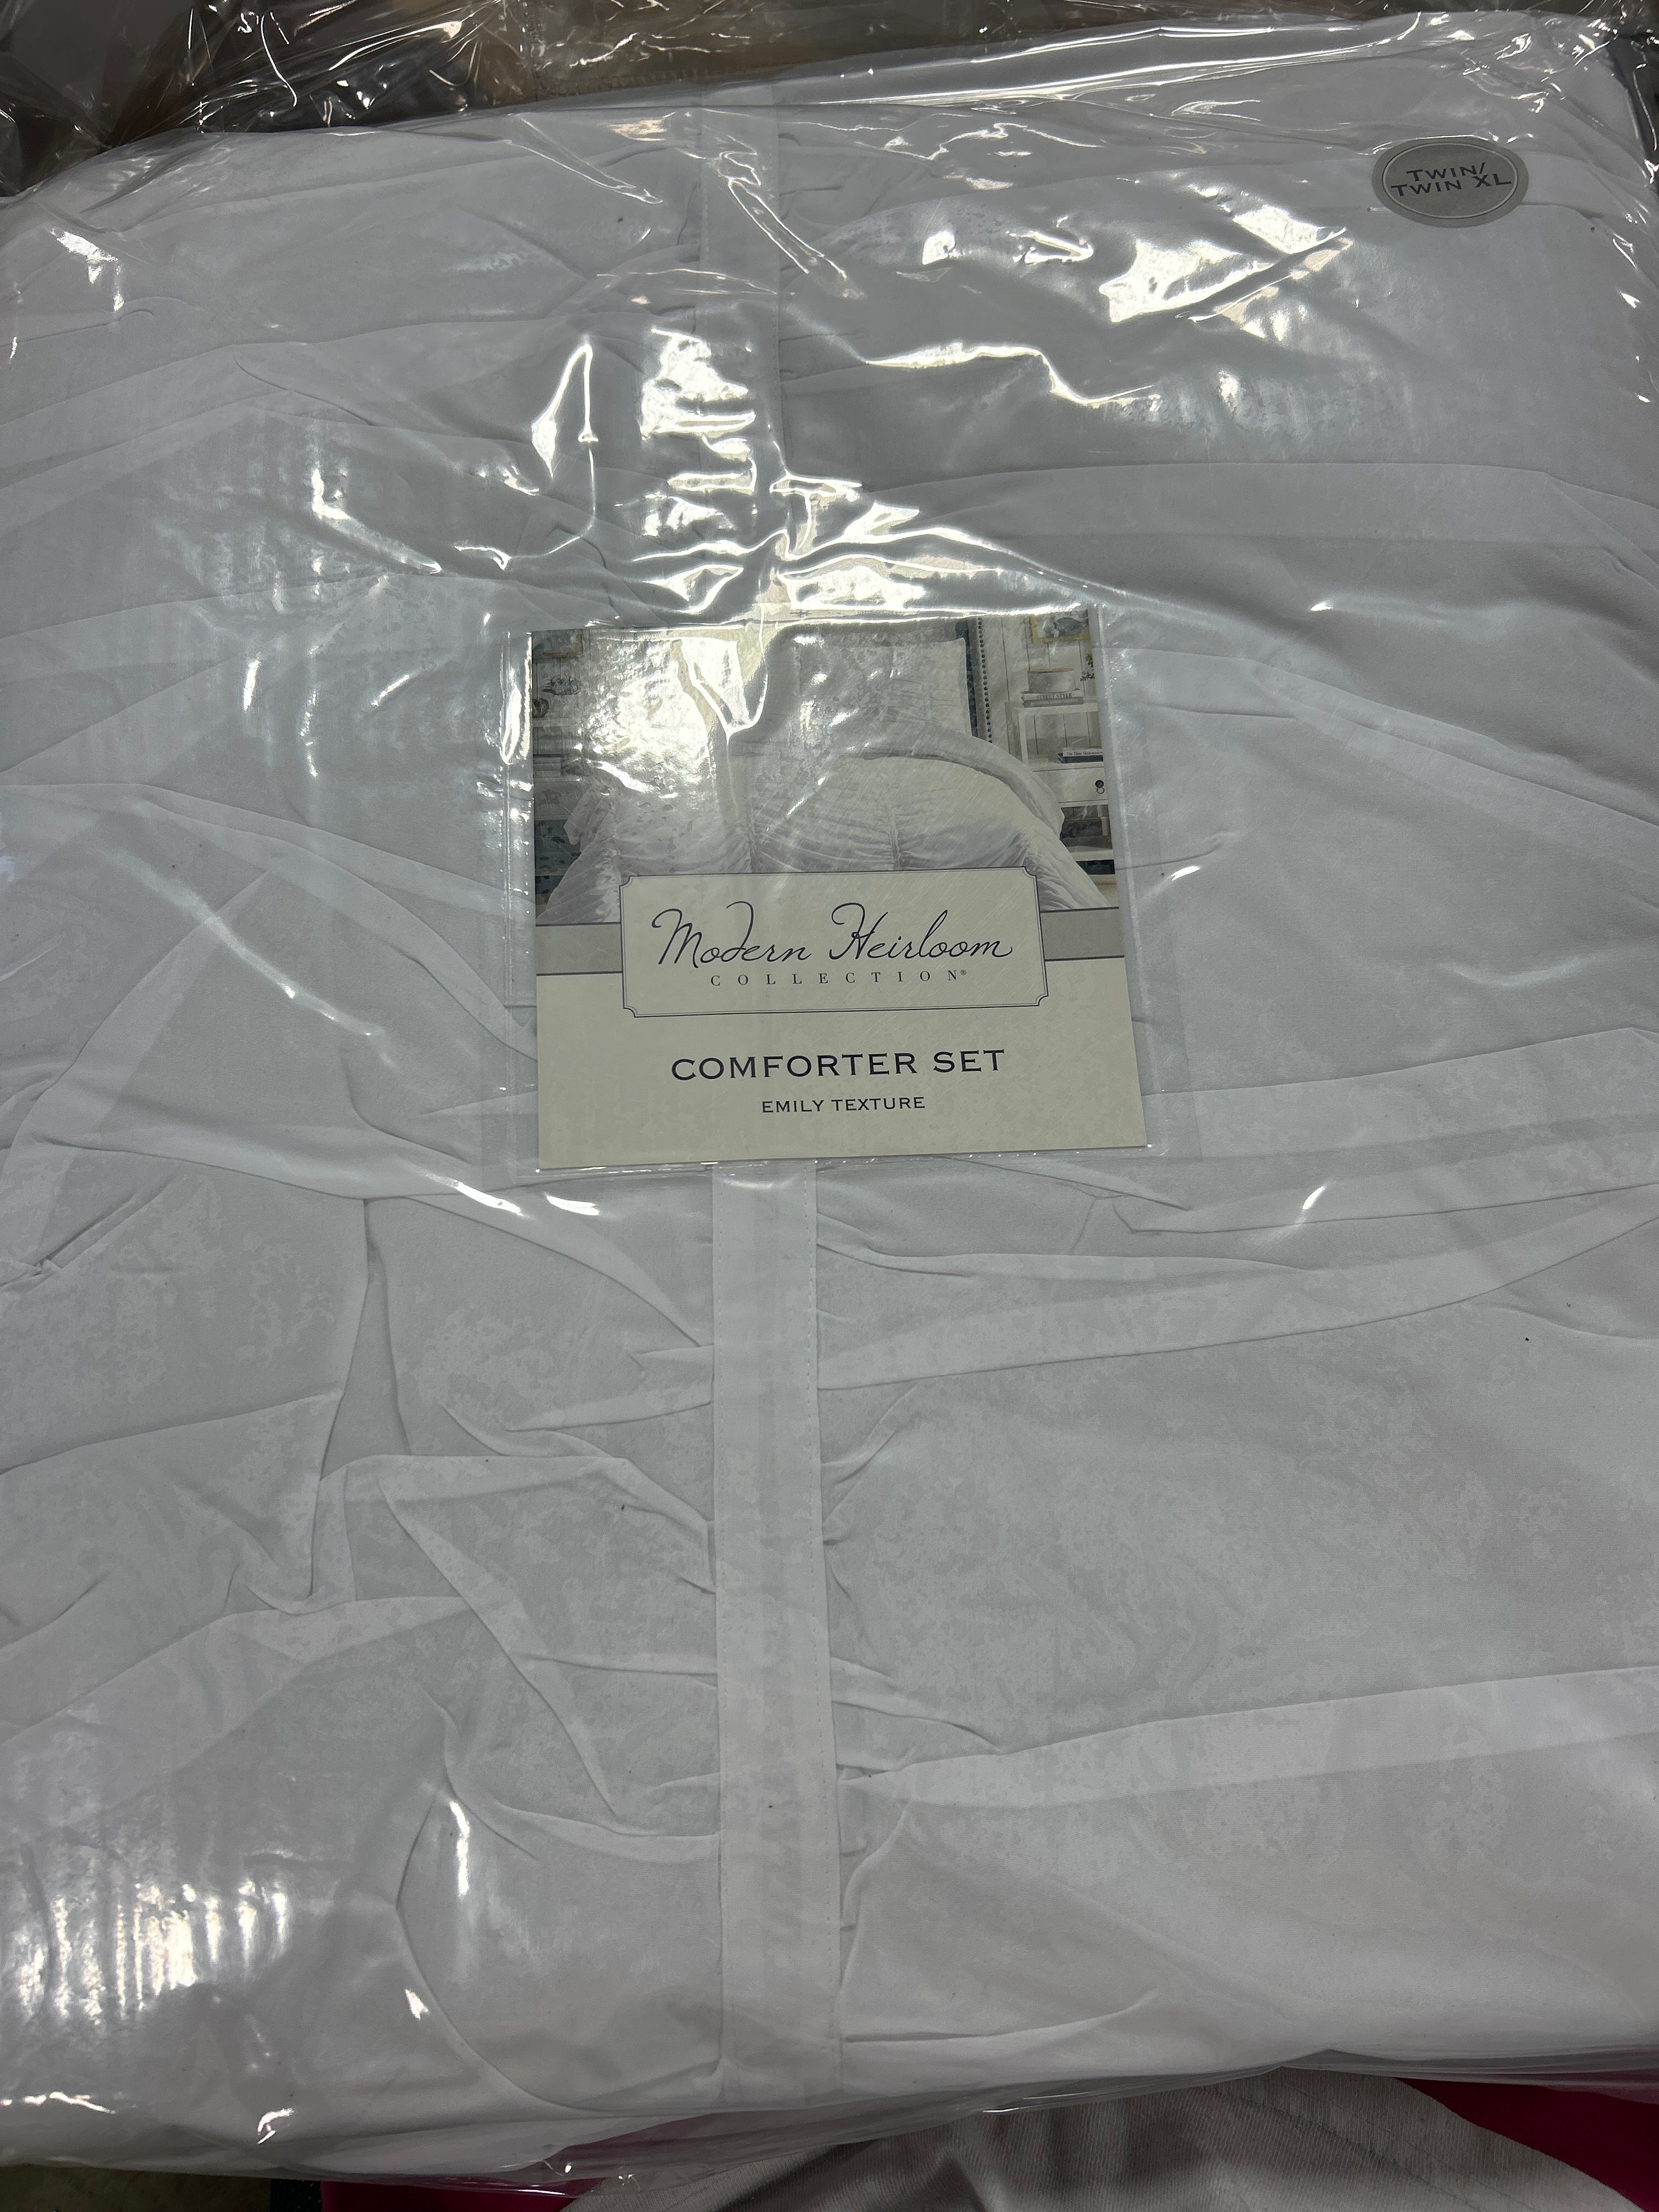 TWIN/
TWIN XL
Modern Heirloom
COLLECTION®
COMFORTER SET
EMILY TEXTURE